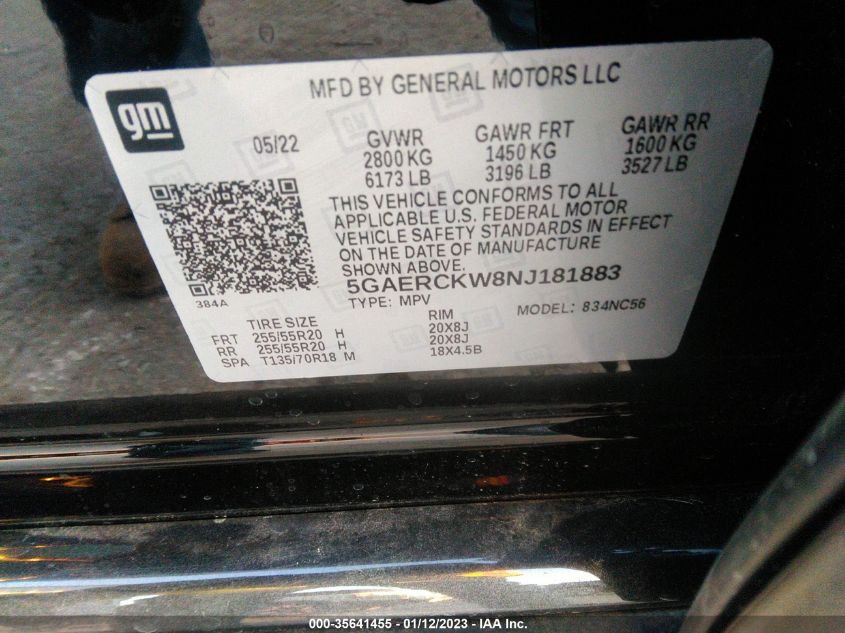 MFD BY GENERAL MOTORS LLC
gm
05/22 GVWR GAWR FRT GAWR RR
2800 KG 1450 KG 1600 KG
6173 LB 3196 LB 3527 LB
THIS VEHICLE CONFORMS TO ALL
APPLICABLE U.S. FEDERAL MOTOR
VEHICLE SAFETY STANDARDS IN EFFECT
ON THE DATE OF MANUFACTURE
SHOWN ABOVE.
5GAERCKW8NJ181883
384A TYPE: MPV MODEL: 834NC56
TIRE SIZE RIM
FRT 255/55R20 H 20X8J
RR 255/55R20 H 20X8J
SPA T135/70R18 M 18X4.5B
000-35641455 - 01/12/2023 - IAA Inc.